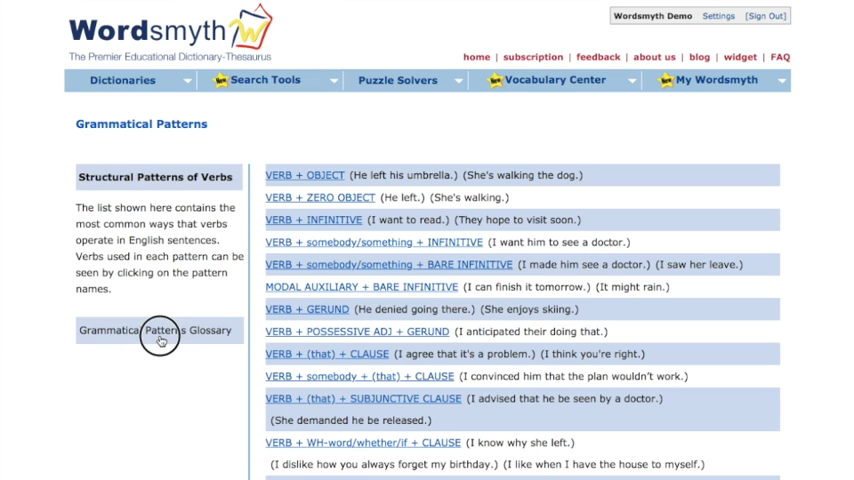 Wordsmyth
The Premier Educational Dictionary-Thesaurus
Wordsmyth Demo Settings [Sign Out]
home | subscription | feedback | about us | blog | widget | FAQ
Dictionaries New Search Tools Puzzle Solvers New Vocabulary Center New My Wordsmyth
Grammatical Patterns
Structural Patterns of Verbs
The list shown here contains the
most common ways that verbs
operate in English sentences.
Verbs used in each pattern can be
seen by clicking on the pattern
names.
Grammatical Patterns Glossary
VERB + OBJECT (He left his umbrella.) (She's walking the dog.)
VERB + ZERO OBJECT (He left.) (She's walking.)
VERB + INFINITIVE (I want to read.) (They hope to visit soon.)
VERB + somebody/something + INFINITIVE (I want him to see a doctor.)
VERB + somebody/something + BARE INFINITIVE (I made him see a doctor.) (I saw her leave.)
MODAL AUXILIARY + BARE INFINITIVE (I can finish it tomorrow.) (It might rain.)
VERB + GERUND (He denied going there.) (She enjoys skiing.)
VERB + POSSESSIVE ADJ + GERUND (I anticipated their doing that.)
VERB + (that) + CLAUSE (I agree that it's a problem.) (I think you're right.)
VERB + somebody + (that) + CLAUSE (I convinced him that the plan wouldn't work.)
VERB + (that) + SUBJUNCTIVE CLAUSE (I advised that he be seen by a doctor.)
(She demanded he be released.)
VERB + WH-word/whether/if + CLAUSE (I know why she left.)
(I dislike how you always forget my birthday.) (I like when I have the house to myself.)